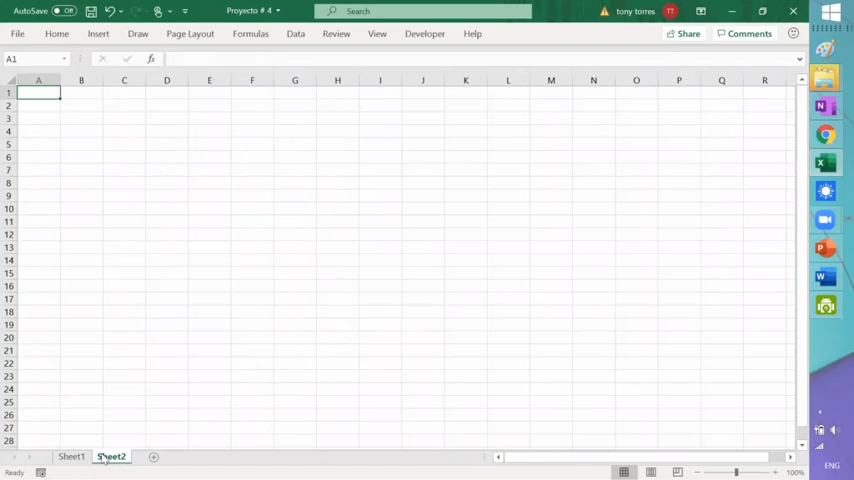 AutoSave Off Proyecto # 4 Search tony torres TT
File Home Insert Draw Page Layout Formulas Data Review View Developer Help Share Comments
A1 fx
A B C D E F G H I J K L M N O P Q R
1
2
3
4
5
6
7
8
9
10
11
12
13
14
15
16
17
18
19
20
21
22
23
24
25
26
27
28
Sheet1 Sheet2
Ready 100%
N
X
P
W
ENG